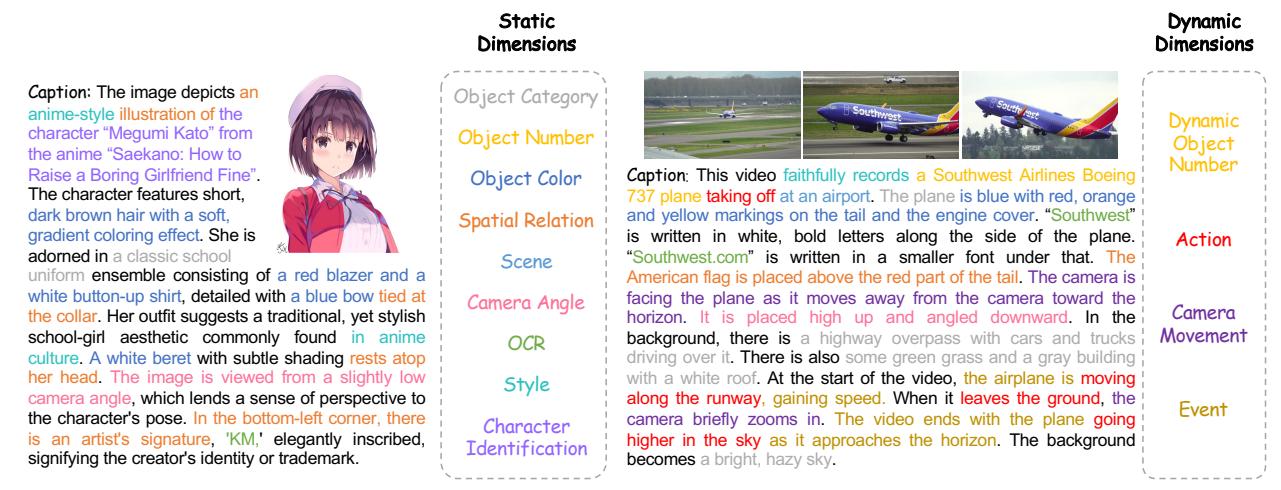 Caption: The image depicts an
anime-style illustration of the
character “Megumi Kato” from
the anime “Saekano: How to
Raise a Boring Girlfriend Fine”.
The character features short,
dark brown hair with a soft,
gradient coloring effect. She is
adorned in a classic school
uniform ensemble consisting of a red blazer and a
white button-up shirt, detailed with a blue bow tied at
the collar. Her outfit suggests a traditional, yet stylish
school-girl aesthetic commonly found in anime
culture. A white beret with subtle shading rests atop
her head. The image is viewed from a slightly low
camera angle, which lends a sense of perspective to
the character's pose. In the bottom-left corner, there
is an artist's signature, 'KM,' elegantly inscribed,
signifying the creator's identity or trademark.
Static
Dimensions
Object Category
Object Number
Object Color
Spatial Relation
Scene
Camera Angle
OCR
Style
Character
Identification
Southwest
Southwest
Caption: This video faithfully records a Southwest Airlines Boeing
737 plane taking off at an airport. The plane is blue with red, orange
and yellow markings on the tail and the engine cover. “Southwest”
is written in white, bold letters along the side of the plane.
“Southwest.com” is written in a smaller font under that. The
American flag is placed above the red part of the tail. The camera is
facing the plane as it moves away from the camera toward the
horizon. It is placed high up and angled downward. In the
background, there is a highway overpass with cars and trucks
driving over it. There is also some green grass and a gray building
with a white roof. At the start of the video, the airplane is moving
along the runway, gaining speed. When it leaves the ground, the
camera briefly zooms in. The video ends with the plane going
higher in the sky as it approaches the horizon. The background
becomes a bright, hazy sky.
Dynamic
Dimensions
Dynamic
Object
Number
Action
Camera
Movement
Event